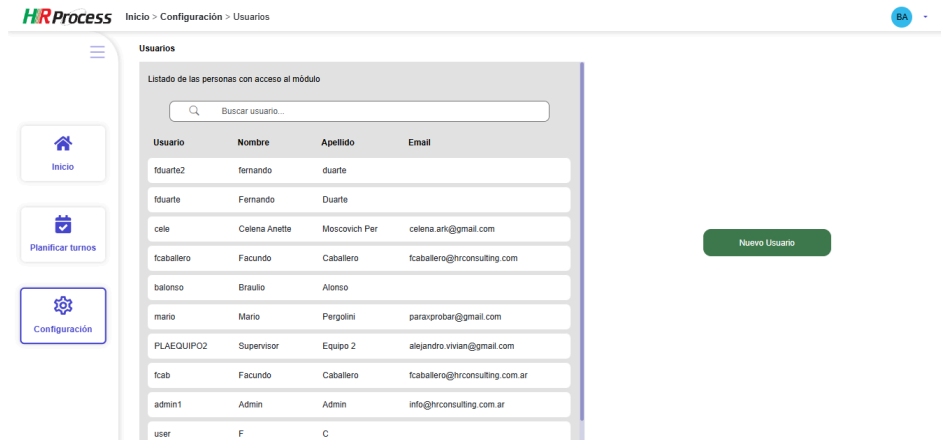 HRProcess Inicio > Configuración > Usuarios BA
Usuarios
Listado de las personas con acceso al mòdulo
Buscar usuario...
Usuario Nombre Apellido Email
fduarte2 fernando duarte
fduarte Fernando Duarte
cele Celena Anette Moscovich Per celena.ark@gmail.com
fcaballero Facundo Caballero fcaballero@hrconsulting.com
balonso Braulio Alonso
mario Mario Pergolini paraxprobar@gmail.com
PLAEQUIPO2 Supervisor Equipo 2 alejandro.vivian@gmail.com
fcab Facundo Caballero fcaballero@hrconsulting.com.ar
admin1 Admin Admin info@hrconsulting.com.ar
user F C
Inicio
Planificar turnos
Configuración
Nuevo Usuario